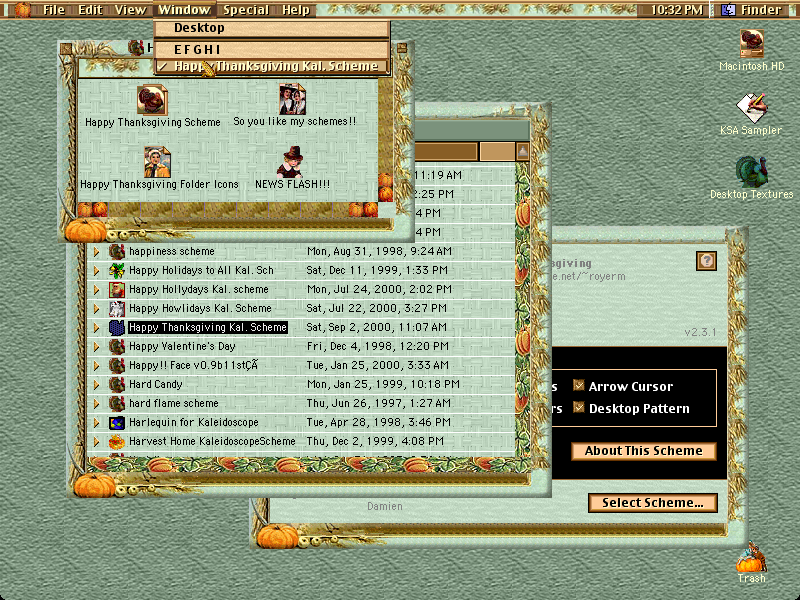 File Edit View Window Special Help 10:32 PM Finder
Desktop
E F G H I
✓ Happy Thanksgiving Kal. Scheme
H
Macintosh HD
KSA Sampler
Desktop Textures
Trash
Happy Thanksgiving Scheme
So you like my schemes!!
Happy Thanksgiving Folder Icons
NEWS FLASH!!!
11:19 AM
2:25 PM
4 PM
4 PM
happiness scheme Mon, Aug 31, 1998, 9:24 AM
Happy Holidays to All Kal. Sch Sat, Dec 11, 1999, 1:33 PM
Happy Hollydays Kal. scheme Mon, Jul 24, 2000, 2:02 PM
Happy Howlidays Kal. Scheme Sat, Jul 22, 2000, 3:27 PM
Happy Thanksgiving Kal. Scheme Sat, Sep 2, 2000, 11:07 AM
Happy Valentine's Day Fri, Dec 4, 1998, 12:20 PM
Happy!! Face v0.9b11stÇÃ Tue, Jan 25, 2000, 3:33 AM
Hard Candy Mon, Jan 25, 1999, 10:18 PM
hard flame scheme Thu, Jun 26, 1997, 1:27 AM
Harlequin for Kaleidoscope Tue, Apr 28, 1998, 3:46 PM
Harvest Home KaleidoscopeScheme Thu, Dec 2, 1999, 4:08 PM
sgiving
e.net/~royerm
v2.3.1
s Arrow Cursor
rs Desktop Pattern
About This Scheme
Select Scheme...
Damien